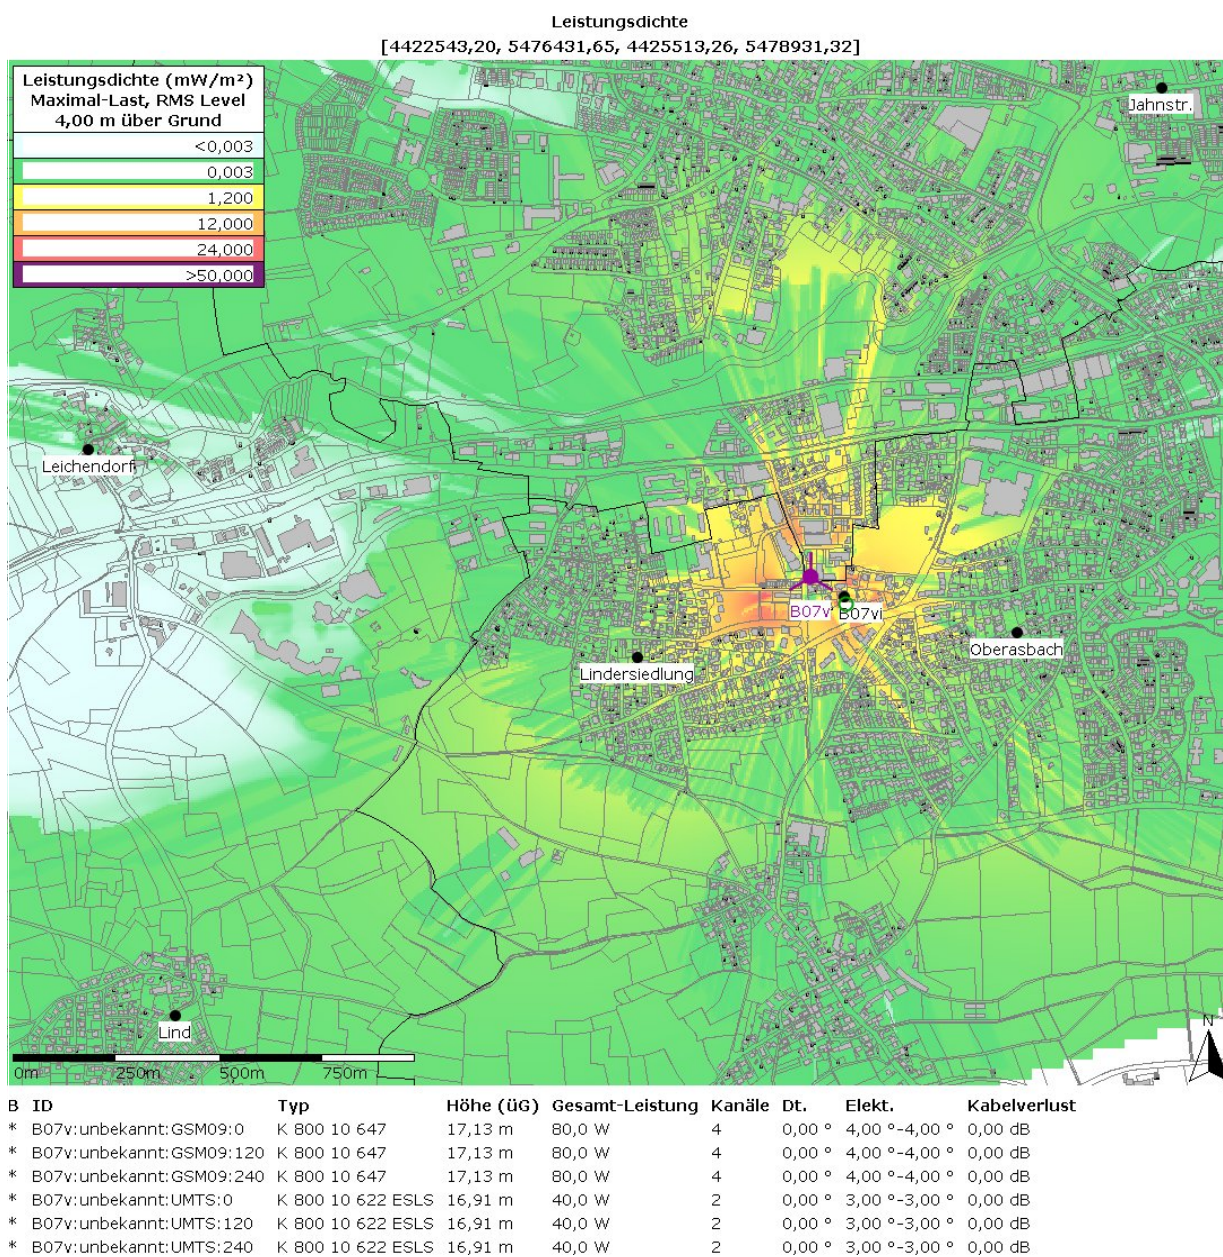 Leistungsdichte
[4422543,20, 5476431,65, 4425513,26, 5478931,32]
Leistungsdichte (mW/m²)
Maximal-Last, RMS Level
4,00 m über Grund
<0,003
0,003
1,200
12,000
24,000
>50,000
Jahnstr.
Leichendorf
B07v
B07vi
Oberasbach
Lindersiedlung
Lind
0m 250m 500m 750m
N
B ID Typ Höhe (üG) Gesamt-Leistung Kanäle Dt. Elekt. Kabelverlust
* B07v:unbekannt:GSM09:0 K 800 10 647 17,13 m 80,0 W 4 0,00 ° 4,00 °-4,00 ° 0,00 dB
* B07v:unbekannt:GSM09:120 K 800 10 647 17,13 m 80,0 W 4 0,00 ° 4,00 °-4,00 ° 0,00 dB
* B07v:unbekannt:GSM09:240 K 800 10 647 17,13 m 80,0 W 4 0,00 ° 4,00 °-4,00 ° 0,00 dB
* B07v:unbekannt:UMTS:0 K 800 10 622 ESLS 16,91 m 40,0 W 2 0,00 ° 3,00 °-3,00 ° 0,00 dB
* B07v:unbekannt:UMTS:120 K 800 10 622 ESLS 16,91 m 40,0 W 2 0,00 ° 3,00 °-3,00 ° 0,00 dB
* B07v:unbekannt:UMTS:240 K 800 10 622 ESLS 16,91 m 40,0 W 2 0,00 ° 3,00 °-3,00 ° 0,00 dB